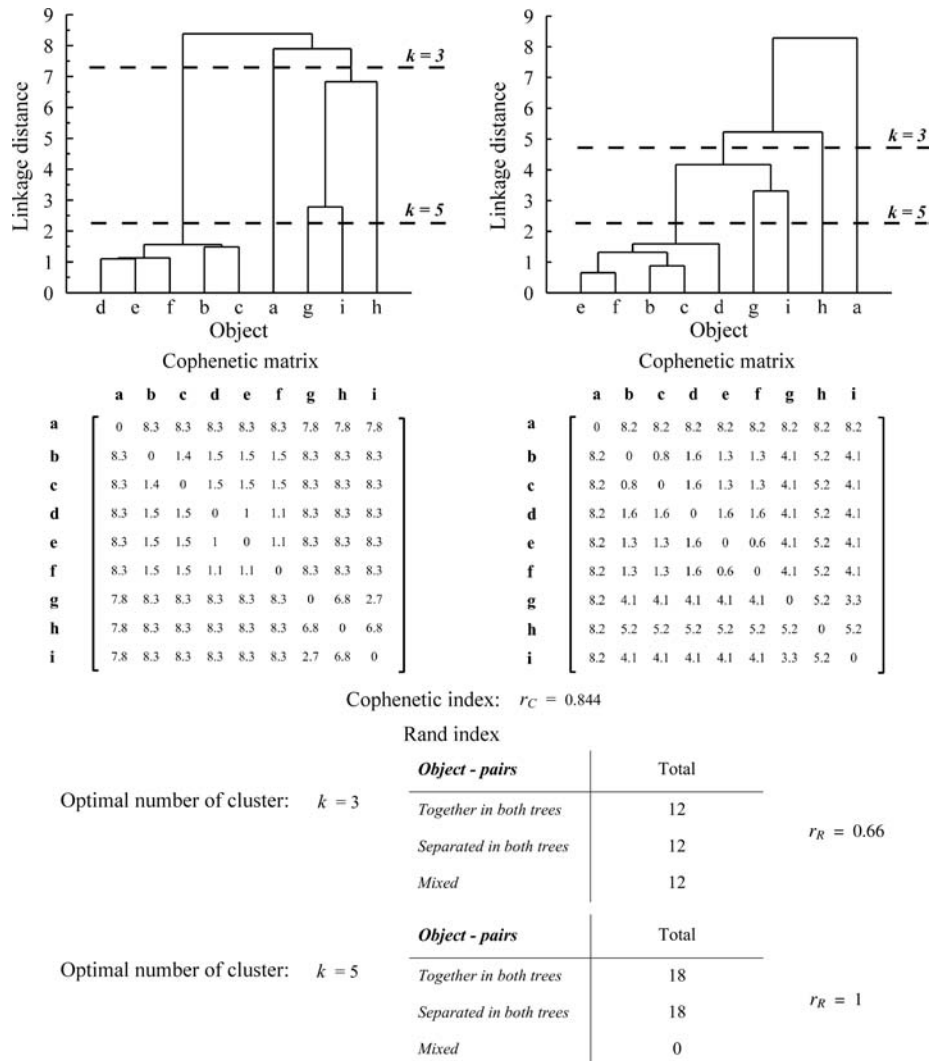 9
8
7
6
5
4
3
2
1
0
Linkage distance
k = 3
k = 5
d e f b c a g i h
Object
9
8
7
6
5
4
3
2
1
0
Linkage distance
k = 3
k = 5
e f b c d g i h a
Object
Cophenetic matrix
a b c d e f g h i
a 0 8.3 8.3 8.3 8.3 8.3 7.8 7.8 7.8
b 8.3 0 1.4 1.5 1.5 1.5 8.3 8.3 8.3
c 8.3 1.4 0 1.5 1.5 1.5 8.3 8.3 8.3
d 8.3 1.5 1.5 0 1 1.1 8.3 8.3 8.3
e 8.3 1.5 1.5 1 0 1.1 8.3 8.3 8.3
f 8.3 1.5 1.5 1.1 1.1 0 8.3 8.3 8.3
g 7.8 8.3 8.3 8.3 8.3 8.3 0 6.8 2.7
h 7.8 8.3 8.3 8.3 8.3 8.3 6.8 0 6.8
i 7.8 8.3 8.3 8.3 8.3 8.3 2.7 6.8 0
Cophenetic matrix
a b c d e f g h i
a 0 8.2 8.2 8.2 8.2 8.2 8.2 8.2 8.2
b 8.2 0 0.8 1.6 1.3 1.3 4.1 5.2 4.1
c 8.2 0.8 0 1.6 1.3 1.3 4.1 5.2 4.1
d 8.2 1.6 1.6 0 1.6 1.6 4.1 5.2 4.1
e 8.2 1.3 1.3 1.6 0 0.6 4.1 5.2 4.1
f 8.2 1.3 1.3 1.6 0.6 0 4.1 5.2 4.1
g 8.2 4.1 4.1 4.1 4.1 4.1 0 5.2 3.3
h 8.2 5.2 5.2 5.2 5.2 5.2 5.2 0 5.2
i 8.2 4.1 4.1 4.1 4.1 4.1 3.3 5.2 0
Cophenetic index: rC = 0.844
Rand index
Optimal number of cluster: k = 3
Object - pairs Total
Together in both trees 12
Separated in both trees 12
Mixed 12
rR = 0.66
Optimal number of cluster: k = 5
Object - pairs Total
Together in both trees 18
Separated in both trees 18
Mixed 0
rR = 1